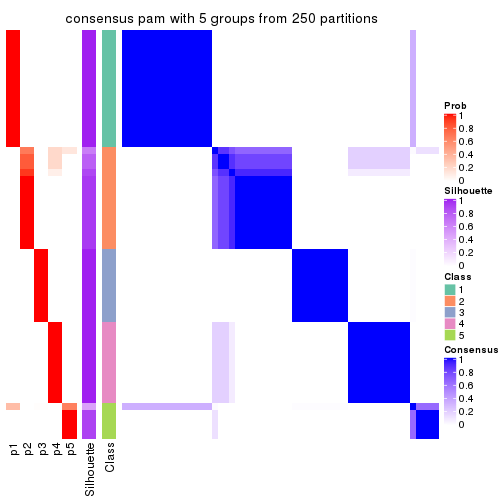 consensus pam with 5 groups from 250 partitions
Prob
1
0.8
0.6
0.4
0.2
0
Silhouette
1
0.8
0.6
0.4
0.2
0
Class
1
2
3
4
5
Consensus
1
0.8
0.6
0.4
0.2
0
p1
p2
p3
p4
p5
Silhouette
Class